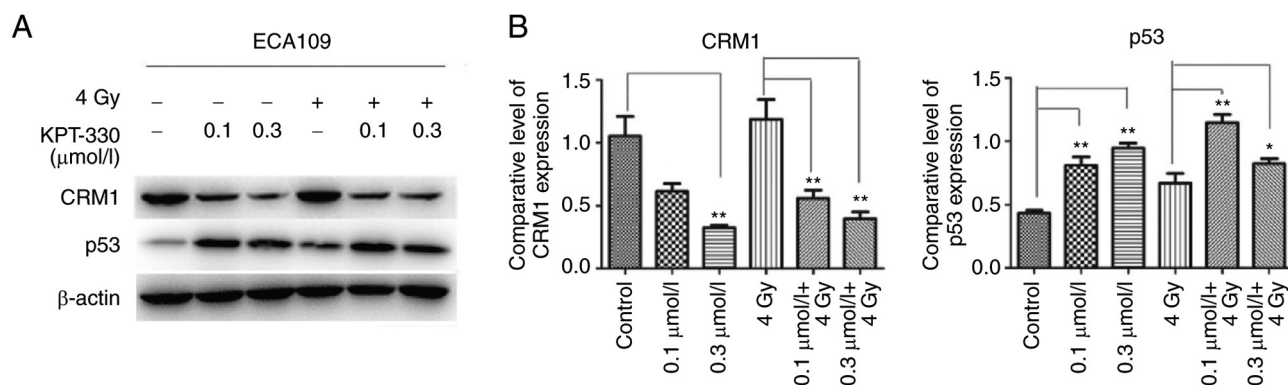 A
ECA109
4 Gy – – – + + +
KPT-330 – 0.1 0.3 – 0.1 0.3
(μmol/l)
CRM1
p53
β-actin
B
CRM1
Comparative level of
CRM1 expression
1.5
1.0
0.5
0.0
**
**
**
Control
0.1 μmol/l
0.3 μmol/l
4 Gy
0.1 μmol/l+
4 Gy
0.3 μmol/l+
4 Gy
p53
Comparative level of
p53 expression
1.5
1.0
0.5
0.0
**
**
**
*
Control
0.1 μmol/l
0.3 μmol/l
4 Gy
0.1 μmol/l+
4 Gy
0.3 μmol/l+
4 Gy